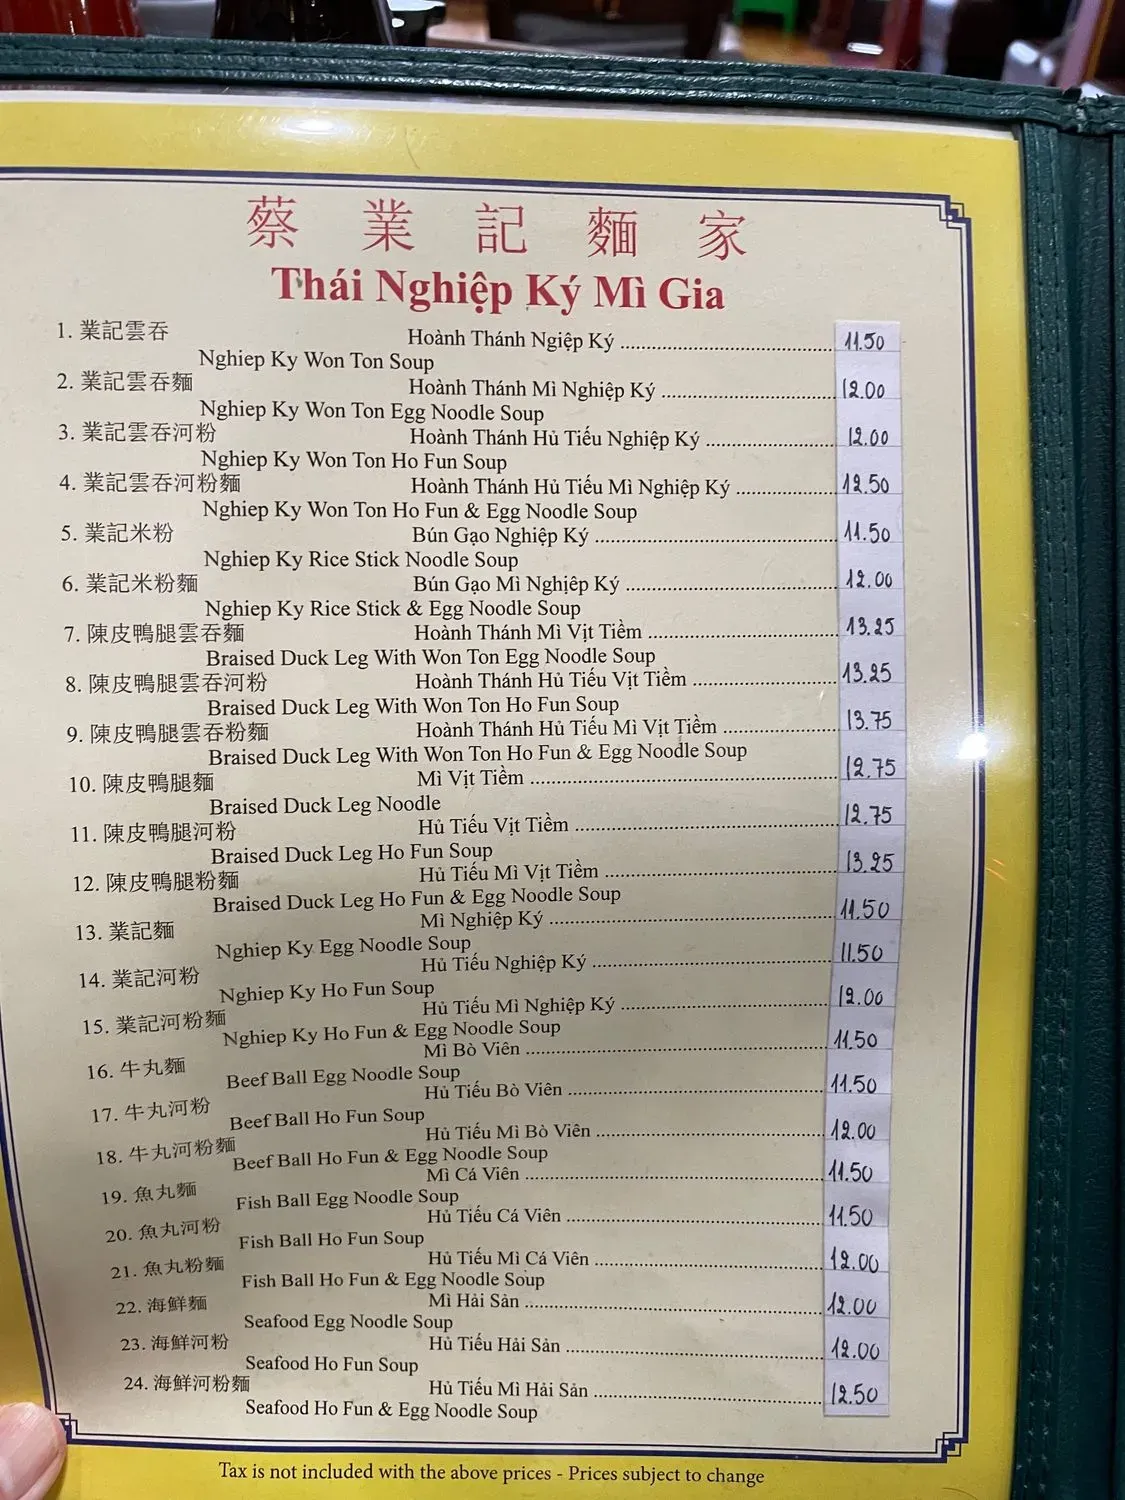 蔡業記麵家
Thái Nghiệp Ký Mì Gia
1. 業記雲吞 Hoành Thánh Ngiệp Ký 11.50
Nghiep Ky Won Ton Soup
2. 業記雲吞麵 Hoành Thánh Mì Nghiệp Ký 12.00
Nghiep Ky Won Ton Egg Noodle Soup
3. 業記雲吞河粉 Hoành Thánh Hủ Tiếu Nghiệp Ký 12.00
Nghiep Ky Won Ton Ho Fun Soup
4. 業記雲吞河粉麵 Hoành Thánh Hủ Tiếu Mì Nghiệp Ký 12.50
Nghiep Ky Won Ton Ho Fun & Egg Noodle Soup
5. 業記米粉 Bún Gạo Nghiệp Ký 11.50
Nghiep Ky Rice Stick Noodle Soup
6. 業記米粉麵 Bún Gạo Mì Nghiệp Ký 12.00
Nghiep Ky Rice Stick & Egg Noodle Soup
7. 陳皮鴨腿雲吞麵 Hoành Thánh Mì Vịt Tiềm 13.25
Braised Duck Leg With Won Ton Egg Noodle Soup
8. 陳皮鴨腿雲吞河粉 Hoành Thánh Hủ Tiếu Vịt Tiềm 13.25
Braised Duck Leg With Won Ton Ho Fun Soup
9. 陳皮鴨腿雲吞粉麵 Hoành Thánh Hủ Tiếu Mì Vịt Tiềm 13.75
Braised Duck Leg With Won Ton Ho Fun & Egg Noodle Soup
10. 陳皮鴨腿麵 Mì Vịt Tiềm 12.75
Braised Duck Leg Noodle
11. 陳皮鴨腿河粉 Hủ Tiếu Vịt Tiềm 12.75
Braised Duck Leg Ho Fun Soup
12. 陳皮鴨腿粉麵 Hủ Tiếu Mì Vịt Tiềm 13.25
Braised Duck Leg Ho Fun & Egg Noodle Soup
13. 業記麵 Mì Nghiệp Ký 11.50
Nghiep Ky Egg Noodle Soup
14. 業記河粉 Hủ Tiếu Nghiệp Ký 11.50
Nghiep Ky Ho Fun Soup
15. 業記河粉麵 Hủ Tiếu Mì Nghiệp Ký 12.00
Nghiep Ky Ho Fun & Egg Noodle Soup
16. 牛丸麵 Mì Bò Viên 11.50
Beef Ball Egg Noodle Soup
17. 牛丸河粉 Hủ Tiếu Bò Viên 11.50
Beef Ball Ho Fun Soup
18. 牛丸河粉麵 Hủ Tiếu Mì Bò Viên 12.00
Beef Ball Ho Fun & Egg Noodle Soup
19. 魚丸麵 Mì Cá Viên 11.50
Fish Ball Egg Noodle Soup
20. 魚丸河粉 Hủ Tiếu Cá Viên 11.50
Fish Ball Ho Fun Soup
21. 魚丸粉麵 Hủ Tiếu Mì Cá Viên 12.00
Fish Ball Ho Fun & Egg Noodle Soup
22. 海鮮麵 Mì Hải Sản 12.00
Seafood Egg Noodle Soup
23. 海鮮河粉 Hủ Tiếu Hải Sản 12.00
Seafood Ho Fun Soup
24. 海鮮河粉麵 Hủ Tiếu Mì Hải Sản 12.50
Seafood Ho Fun & Egg Noodle Soup
Tax is not included with the above prices - Prices subject to change